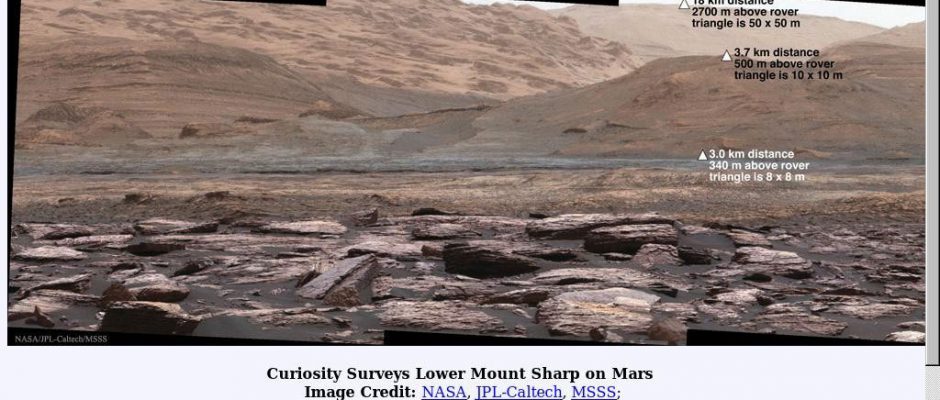 18 km distance
2700 m above rover
triangle is 50 x 50 m
3.7 km distance
500 m above rover
triangle is 10 x 10 m
3.0 km distance
340 m above rover
triangle is 8 x 8 m
NASA/JPL-Caltech/MSSS
Curiosity Surveys Lower Mount Sharp on Mars
Image Credit: NASA, JPL-Caltech, MSSS;